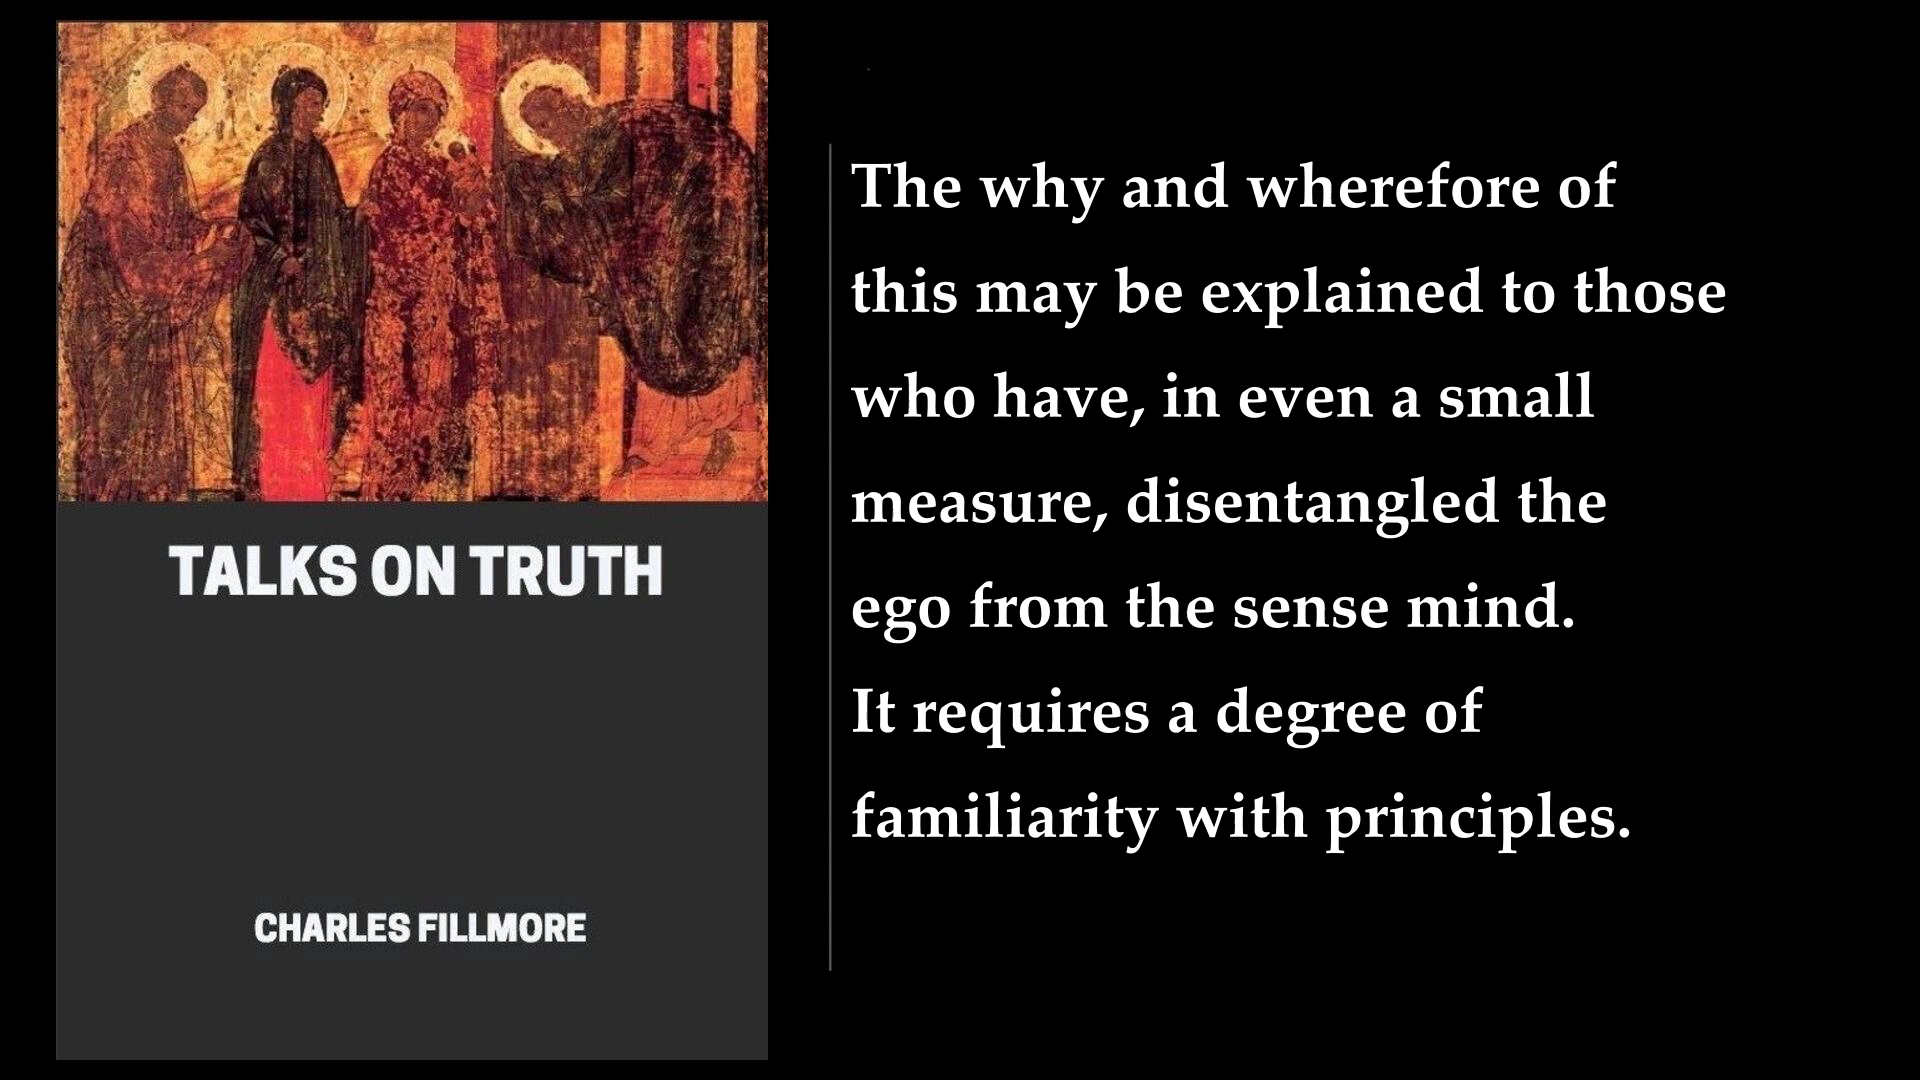 TALKS ON TRUTH
CHARLES FILLMORE
The why and wherefore of
this may be explained to those
who have, in even a small
measure, disentangled the
ego from the sense mind.
It requires a degree of
familiarity with principles.